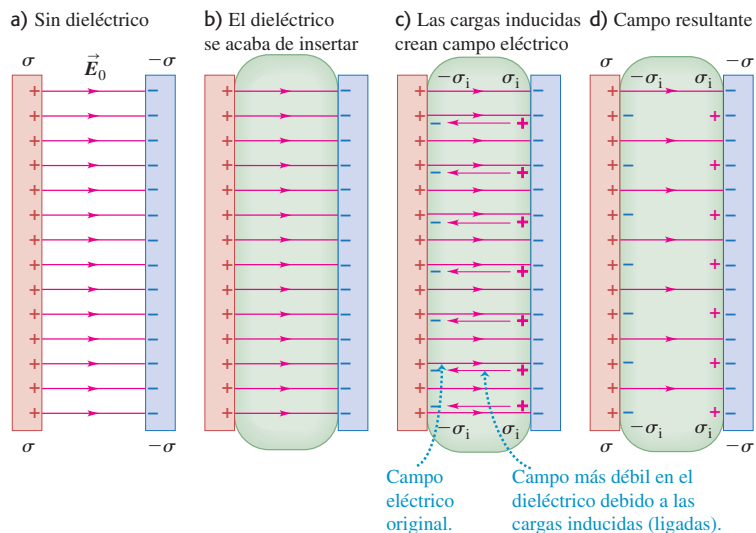 a) Sin dieléctrico
σ
−σ
E⃗₀
b) El dieléctrico
se acaba de insertar
c) Las cargas inducidas
crean campo eléctrico
−σᵢ σᵢ
d) Campo resultante
σ
−σ
−σᵢ σᵢ
σ
−σ
−σᵢ σᵢ
−σᵢ σᵢ
σ
−σ
Campo
eléctrico
original.
Campo más débil en el
dieléctrico debido a las
cargas inducidas (ligadas).